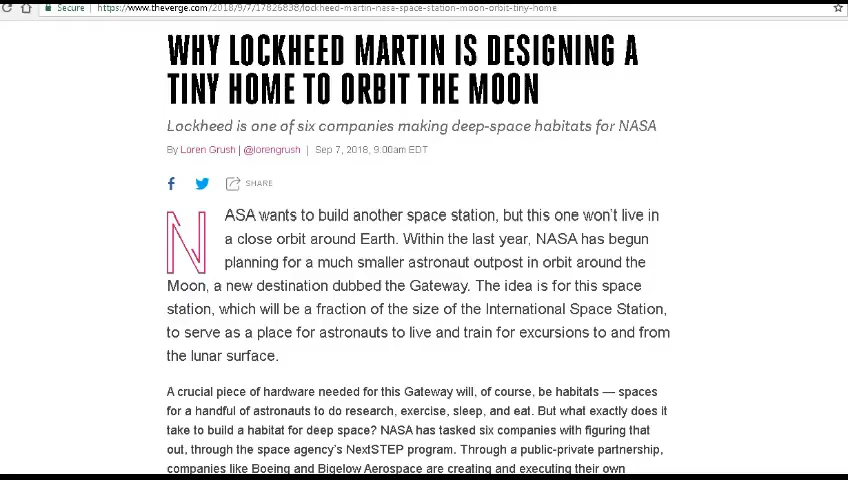 Secure | https://www.theverge.com/2018/9/7/17826838/lockheed-martin-nasa-space-station-moon-orbit-tiny-home
WHY LOCKHEED MARTIN IS DESIGNING A
TINY HOME TO ORBIT THE MOON
Lockheed is one of six companies making deep-space habitats for NASA
By Loren Grush | @lorengrush | Sep 7, 2018, 9:00am EDT
SHARE
NASA wants to build another space station, but this one won't live in
a close orbit around Earth. Within the last year, NASA has begun
planning for a much smaller astronaut outpost in orbit around the
Moon, a new destination dubbed the Gateway. The idea is for this space
station, which will be a fraction of the size of the International Space Station,
to serve as a place for astronauts to live and train for excursions to and from
the lunar surface.
A crucial piece of hardware needed for this Gateway will, of course, be habitats — spaces
for a handful of astronauts to do research, exercise, sleep, and eat. But what exactly does it
take to build a habitat for deep space? NASA has tasked six companies with figuring that
out, through the space agency's NextSTEP program. Through a public-private partnership,
companies like Boeing and Bigelow Aerospace are creating and executing their own